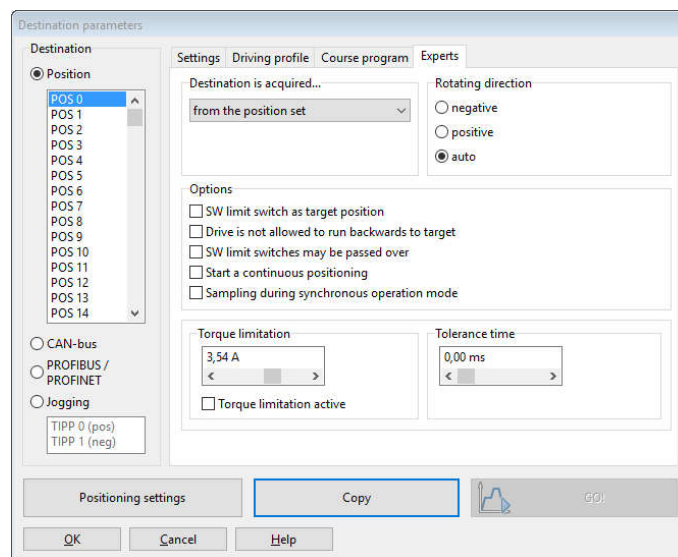 Destination parameters
Destination
Position
POS 0
POS 1
POS 2
POS 3
POS 4
POS 5
POS 6
POS 7
POS 8
POS 9
POS 10
POS 11
POS 12
POS 13
POS 14
CAN-bus
PROFIBUS /
PROFINET
Jogging
TIPP 0 (pos)
TIPP 1 (neg)
Settings Driving profile Course program Experts
Destination is acquired...
from the position set
Rotating direction
negative
positive
auto
Options
SW limit switch as target position
Drive is not allowed to run backwards to target
SW limit switches may be passed over
Start a continuous positioning
Sampling during synchronous operation mode
Torque limitation
3,54 A
Torque limitation active
Tolerance time
0,00 ms
Positioning settings Copy GO!
OK Cancel Help